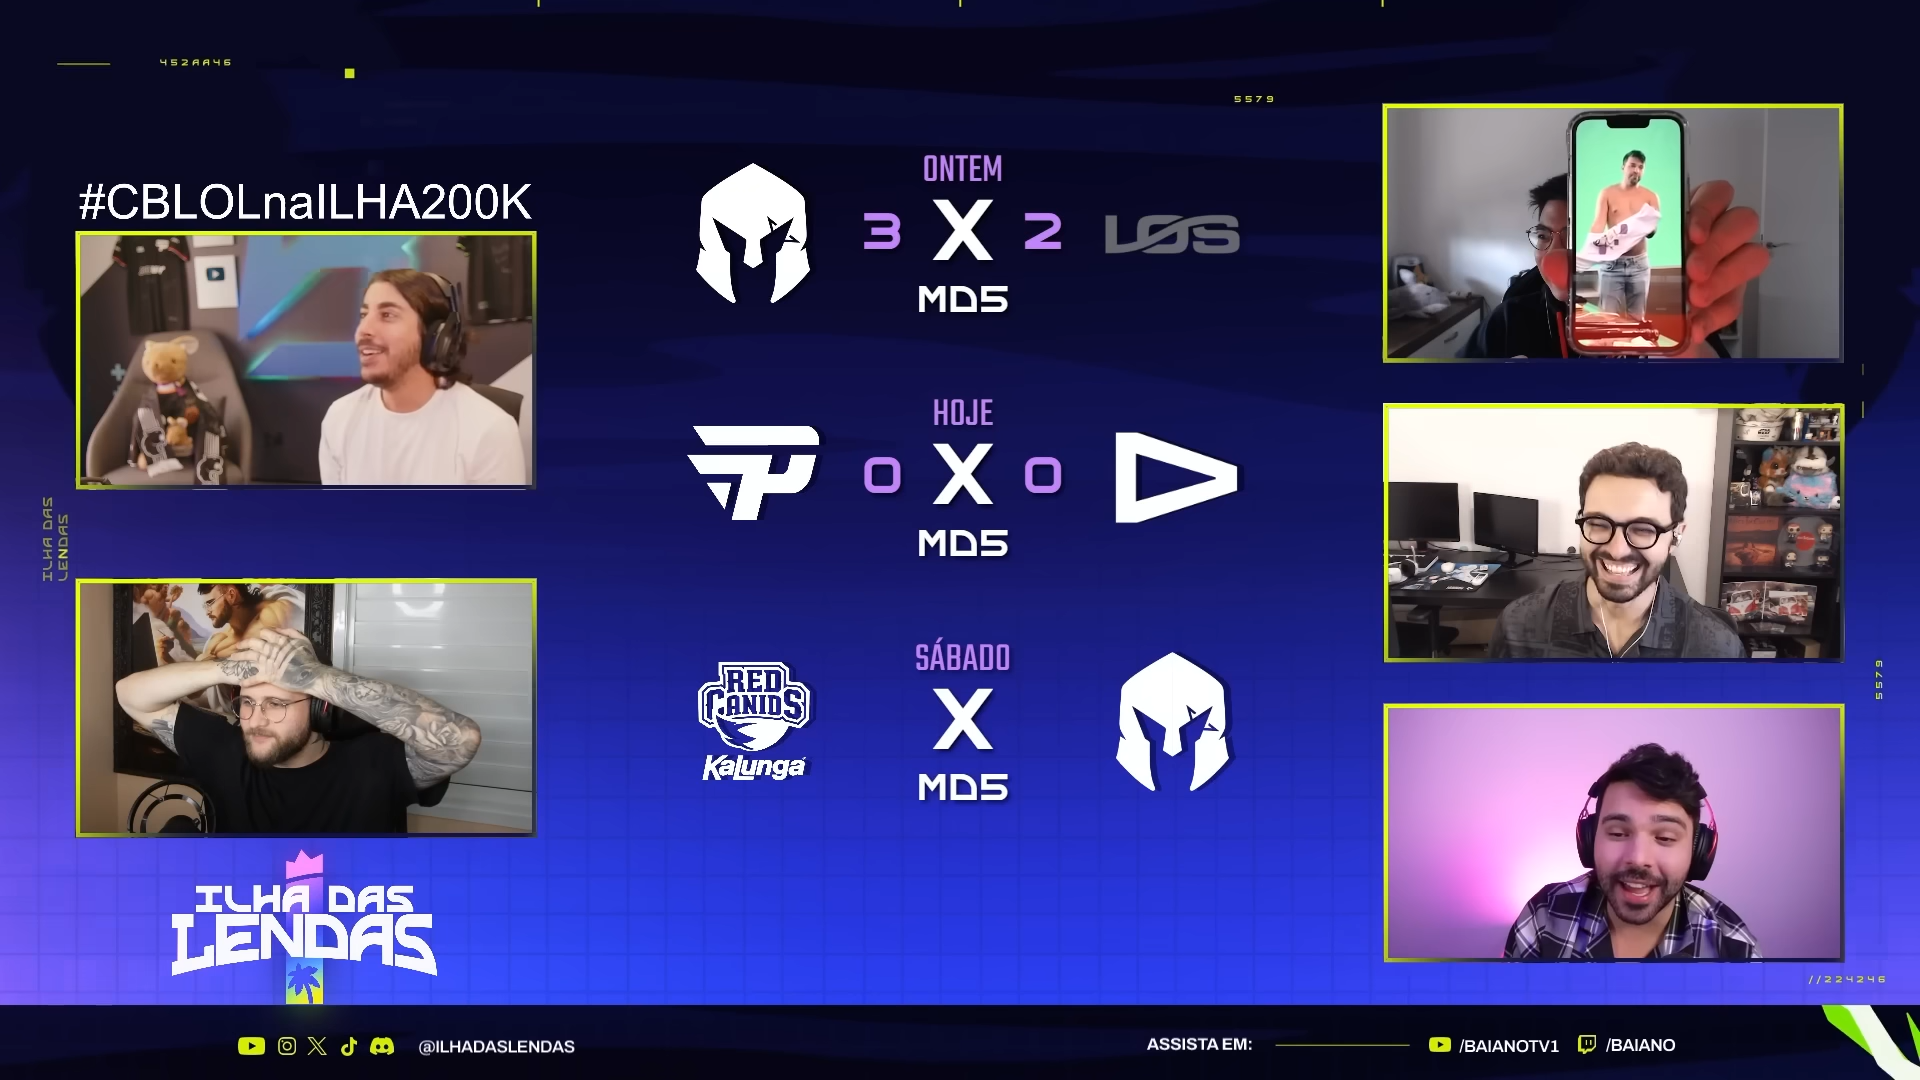 452AA46
5579
#CBLOLnaILHA200K
ONTEM
3 X 2
LOS
MD5
HOJE
0 X 0
MD5
ILHA DAS
LENDAS
SÁBADO
RED
CANIDS
Kalunga
X
MD5
5579
ILHA DAS
LENDAS
//224246
@ILHADASLENDAS
ASSISTA EM:
/BAIANOTV1
/BAIANO